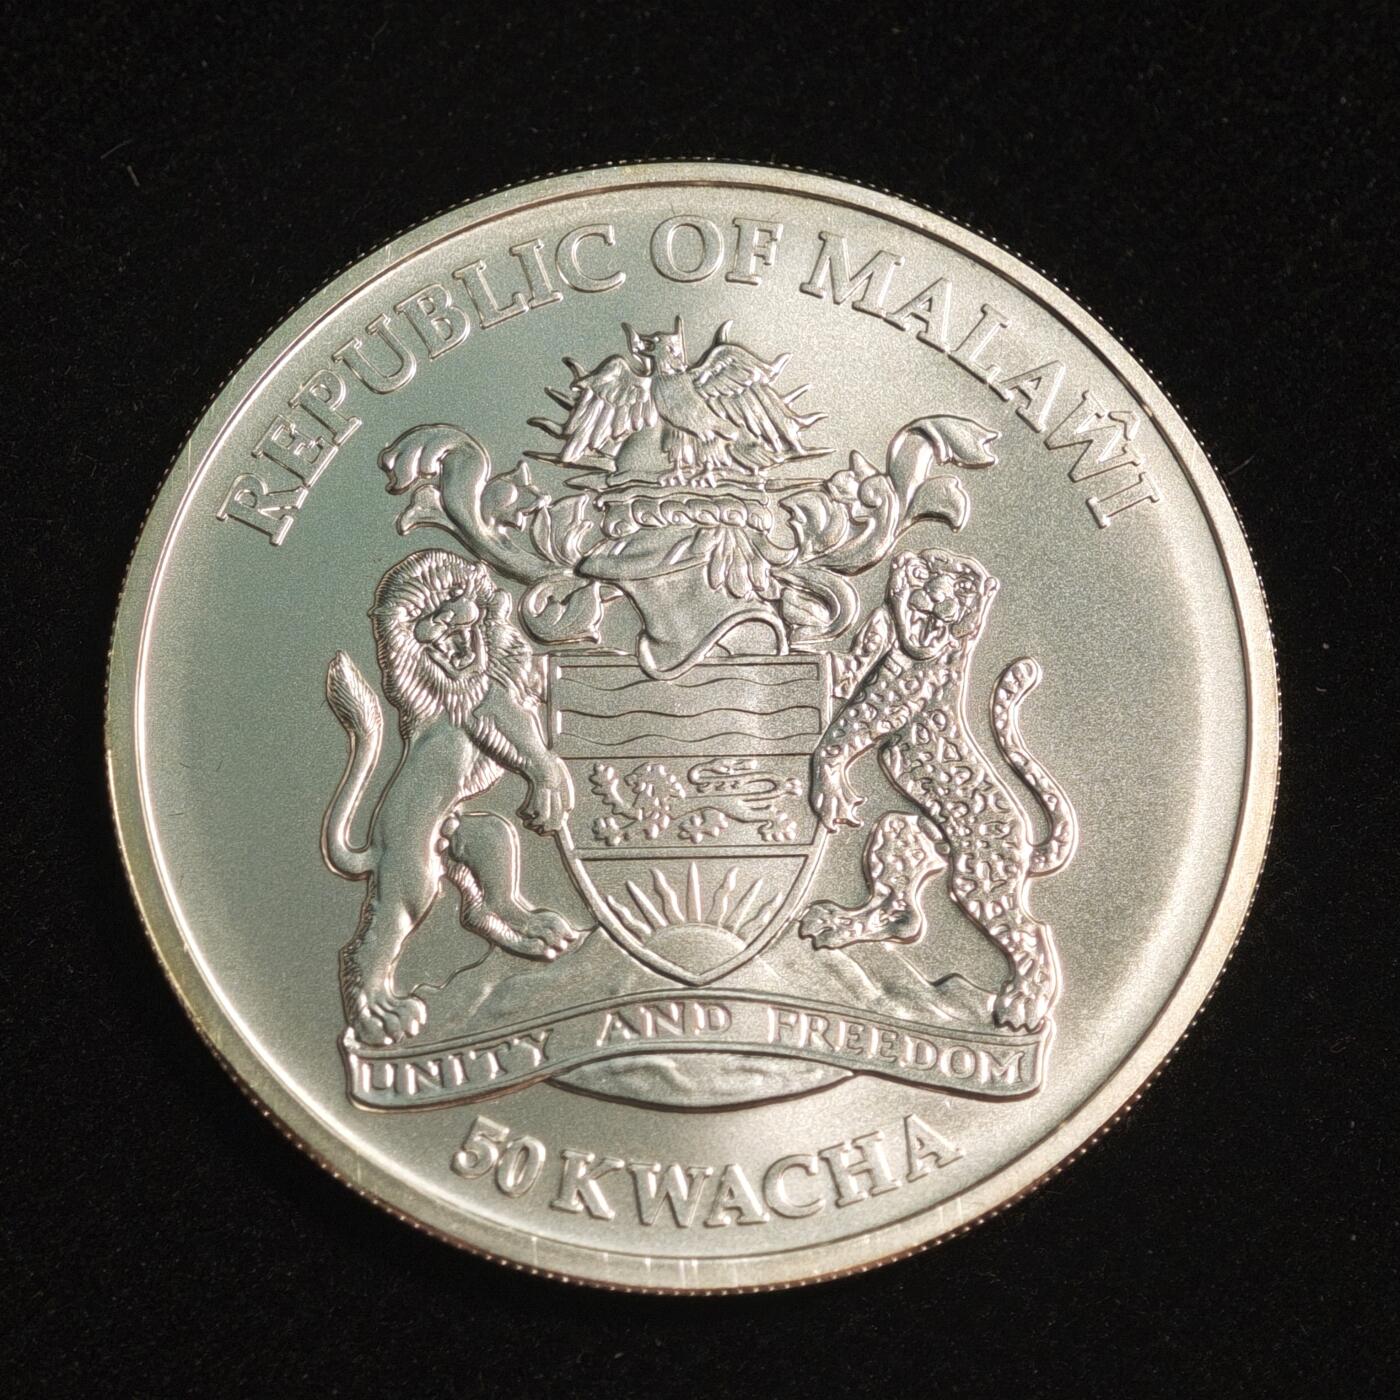 REPUBLIC OF MALAŴI
UNITY AND FREEDOM
50 KWACHA